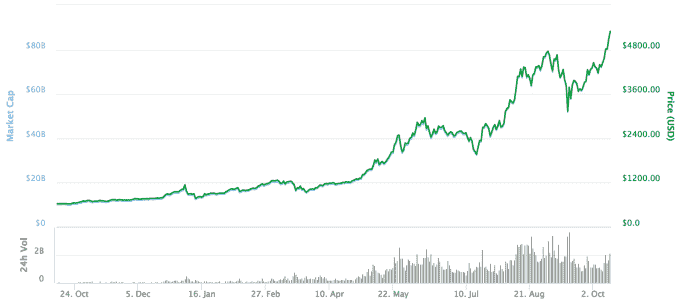 $80B
$60B
$40B
$20B
$0
Market Cap
$4800.00
$3600.00
$2400.00
$1200.00
$0.0
Price (USD)
2B
0
24h Vol
24. Oct
5. Dec
16. Jan
27. Feb
10. Apr
22. May
10. Jul
21. Aug
2. Oct